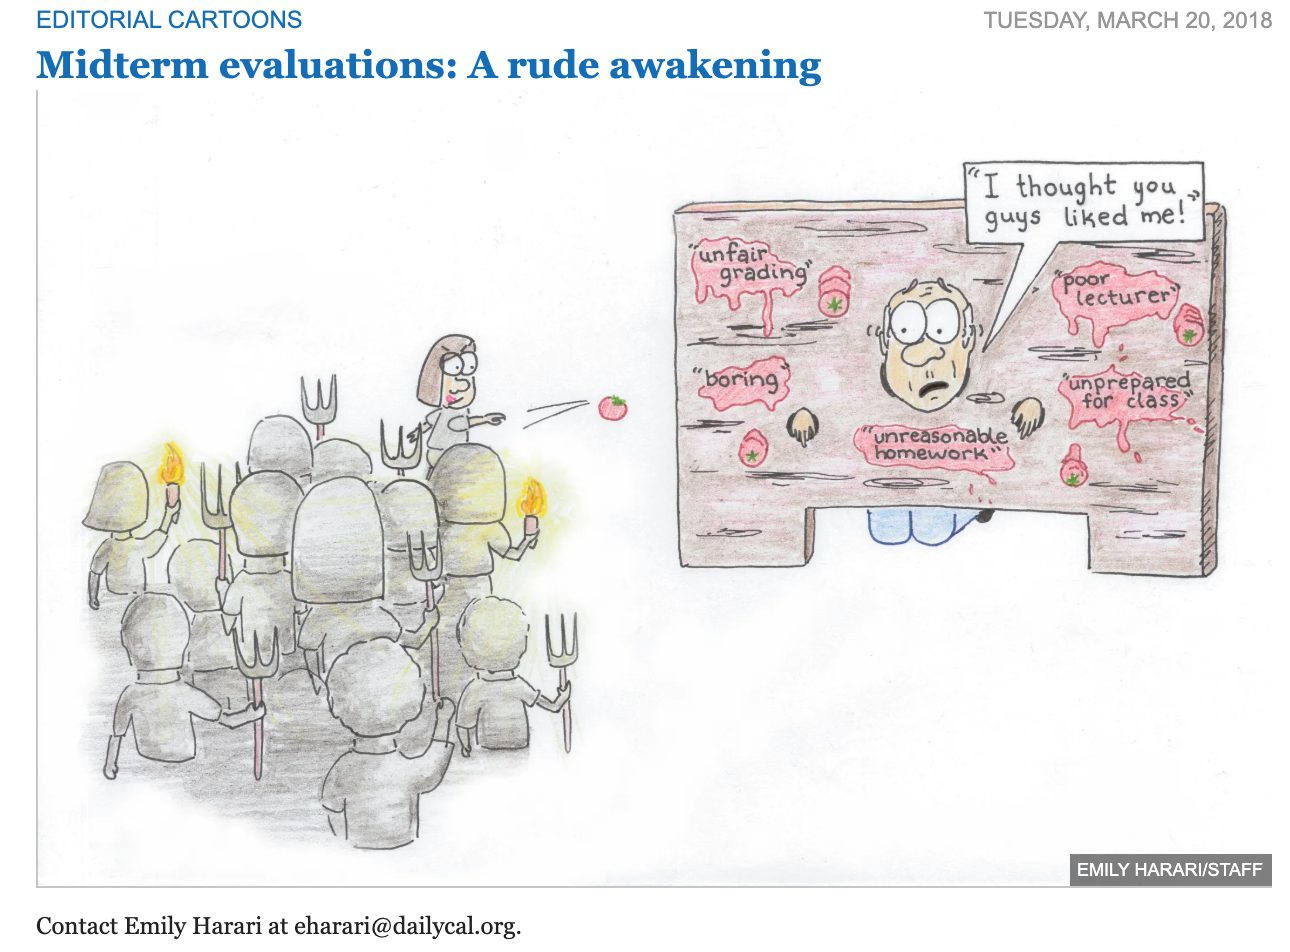 EDITORIAL CARTOONS
TUESDAY, MARCH 20, 2018
Midterm evaluations: A rude awakening
"I thought you
guys liked me!"
"unfair
grading"
"poor
lecturer"
"boring"
"unprepared
for class"
"unreasonable
homework"
EMILY HARARI/STAFF
Contact Emily Harari at eharari@dailycal.org.